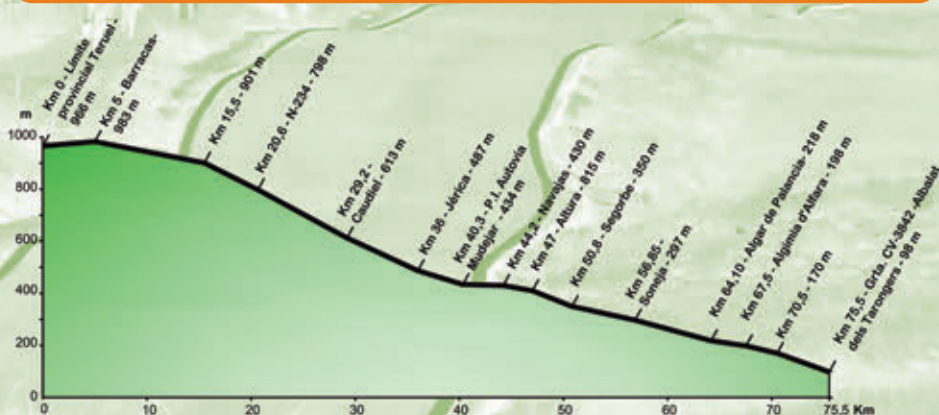 Km 0 - Límite
provincial Teruel -
966 m
Km 5 - Barracas-
983 m
Km 15,5 - 901 m
Km 20,6 - N-234 - 798 m
Km 29,2 -
Caudiel - 613 m
Km 36 - Jérica - 487 m
Km 40,3 - P.I. Autovia
Mudejar - 434 m
Km 44,2 - Navajas - 430 m
Km 47 - Altura - 815 m
Km 50,8 - Segorbe - 350 m
Km 56,85 -
Soneja - 297 m
Km 64,10 - Algar de Palancia- 218 m
Km 67,5 - Algimia d'Alfara - 198 m
Km 70,5 - 170 m
Km 75,5 - Grta. CV-3842 -Albalat
dels Tarongers - 98 m
m
1000
800
600
400
200
0
0 10 20 30 40 50 60 70 75.5 Km